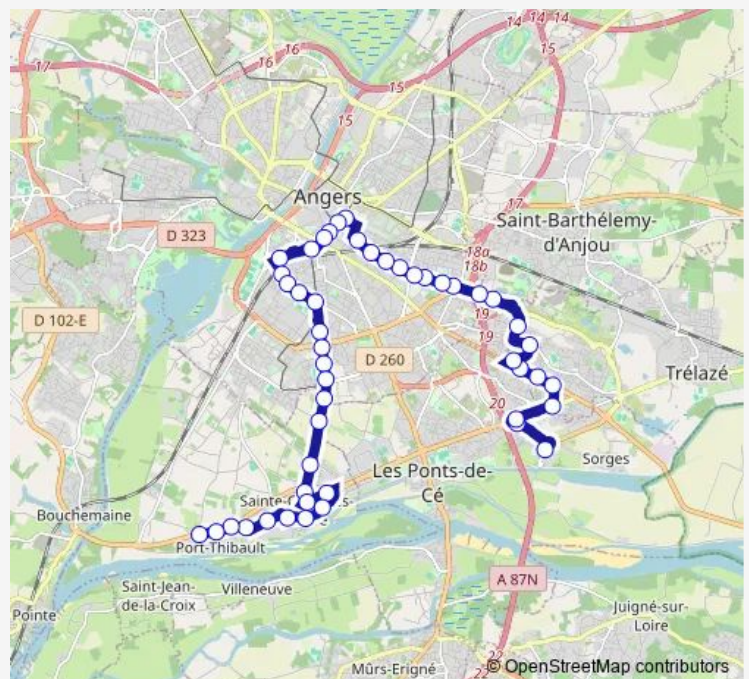 14 14 14
15
16
16
17
15
15
Angers
17
Saint-Barthélemy-
d'Anjou
D 323
18a
18b
D 102-E
19
19
D 260
Trélazé
20
Les Ponts-de-
Cé
Sorges
Bouchemaine
Port-Thibault
Saint-Jean-
de-la-Croix
Villeneuve
A 87N
Pointe
Juigné-sur-
Loire
Mûrs-Erigné
22
© OpenStreetMap contributors